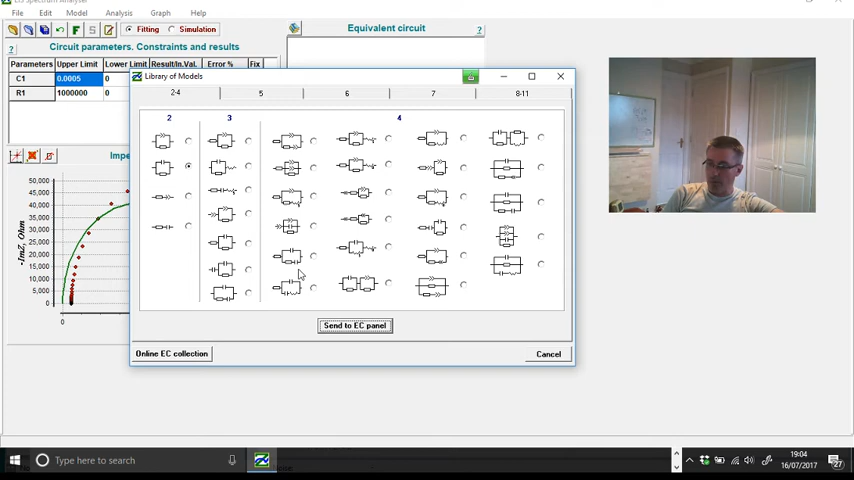 EIS Spectrum Analyser
File Edit Model Analysis Graph Help
Fitting Simulation
Equivalent circuit ?
? Circuit parameters. Constraints and results
Parameters Upper Limit Lower Limit Result/In.Val. Error % Fix
C1 0.0005 0
R1 1000000 0
Library of Models
2-4 5 6 7 8-11
2 3 4
Impe
50,000
45,000
40,000
35,000
30,000
25,000
20,000
15,000
10,000
5,000
0
-ImZ, Ohm
0
Send to EC panel
Online EC collection Cancel
Type here to search
19:04
16/07/2017
27